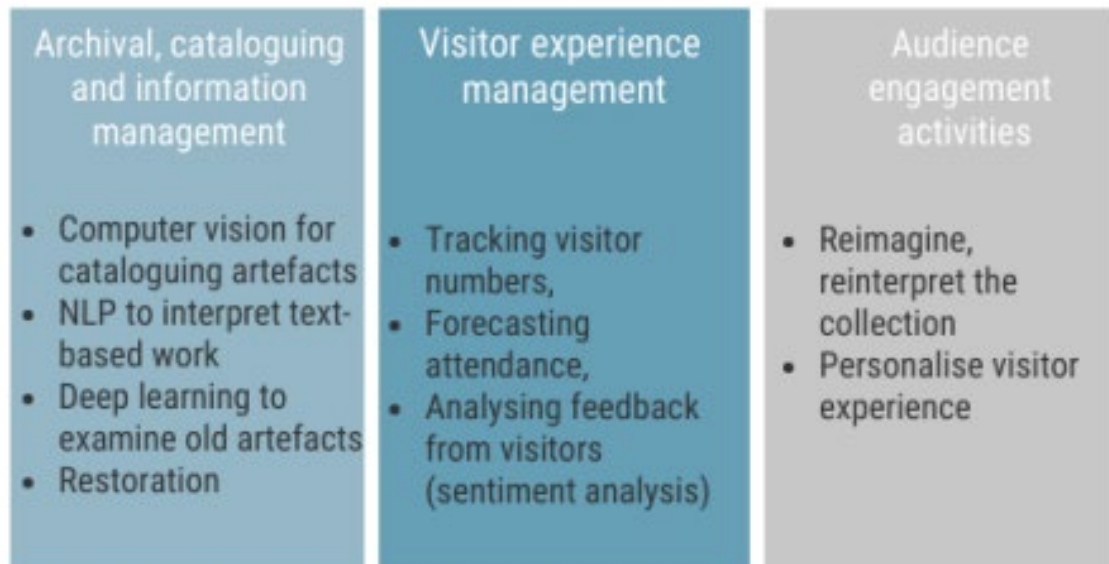 Archival, cataloguing
and information
management
• Computer vision for
cataloguing artefacts
• NLP to interpret text-
based work
• Deep learning to
examine old artefacts
• Restoration
Visitor experience
management
• Tracking visitor
numbers,
• Forecasting
attendance,
• Analysing feedback
from visitors
(sentiment analysis)
Audience
engagement
activities
• Reimagine,
reinterpret the
collection
• Personalise visitor
experience